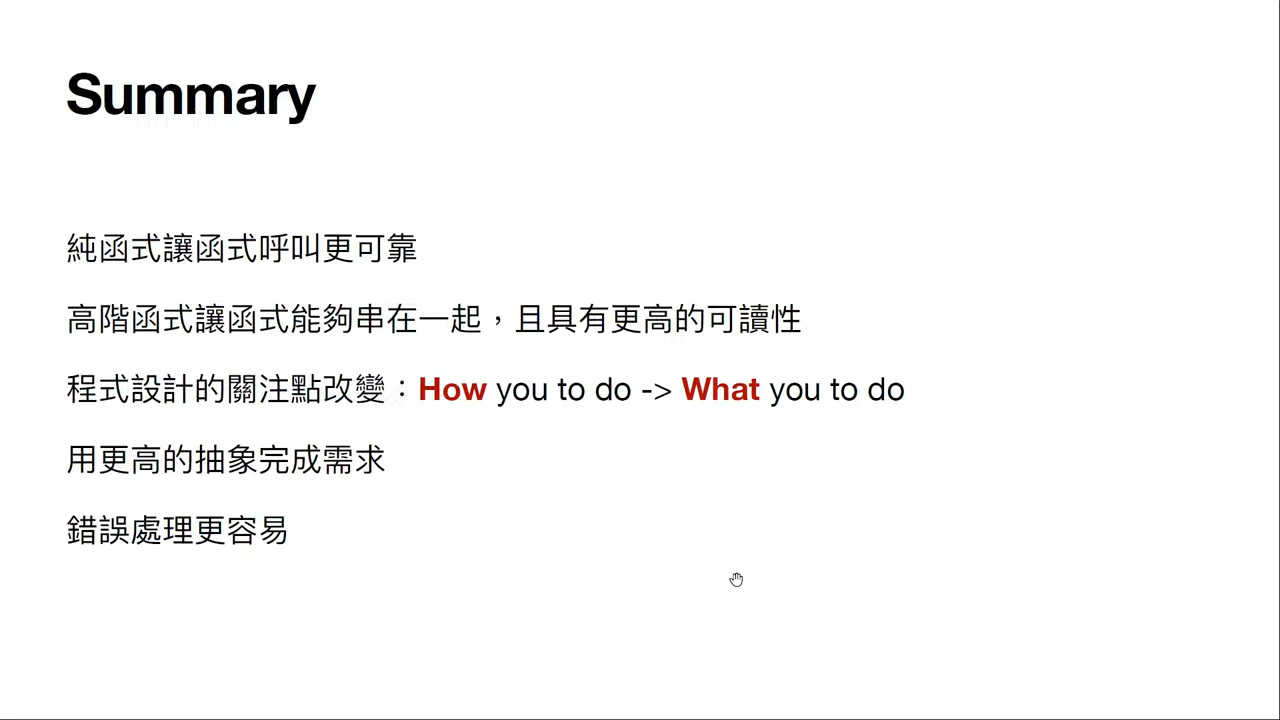 Summary
純函式讓函式呼叫更可靠
高階函式讓函式能夠串在一起，且具有更高的可讀性
程式設計的關注點改變：How you to do -> What you to do
用更高的抽象完成需求
錯誤處理更容易